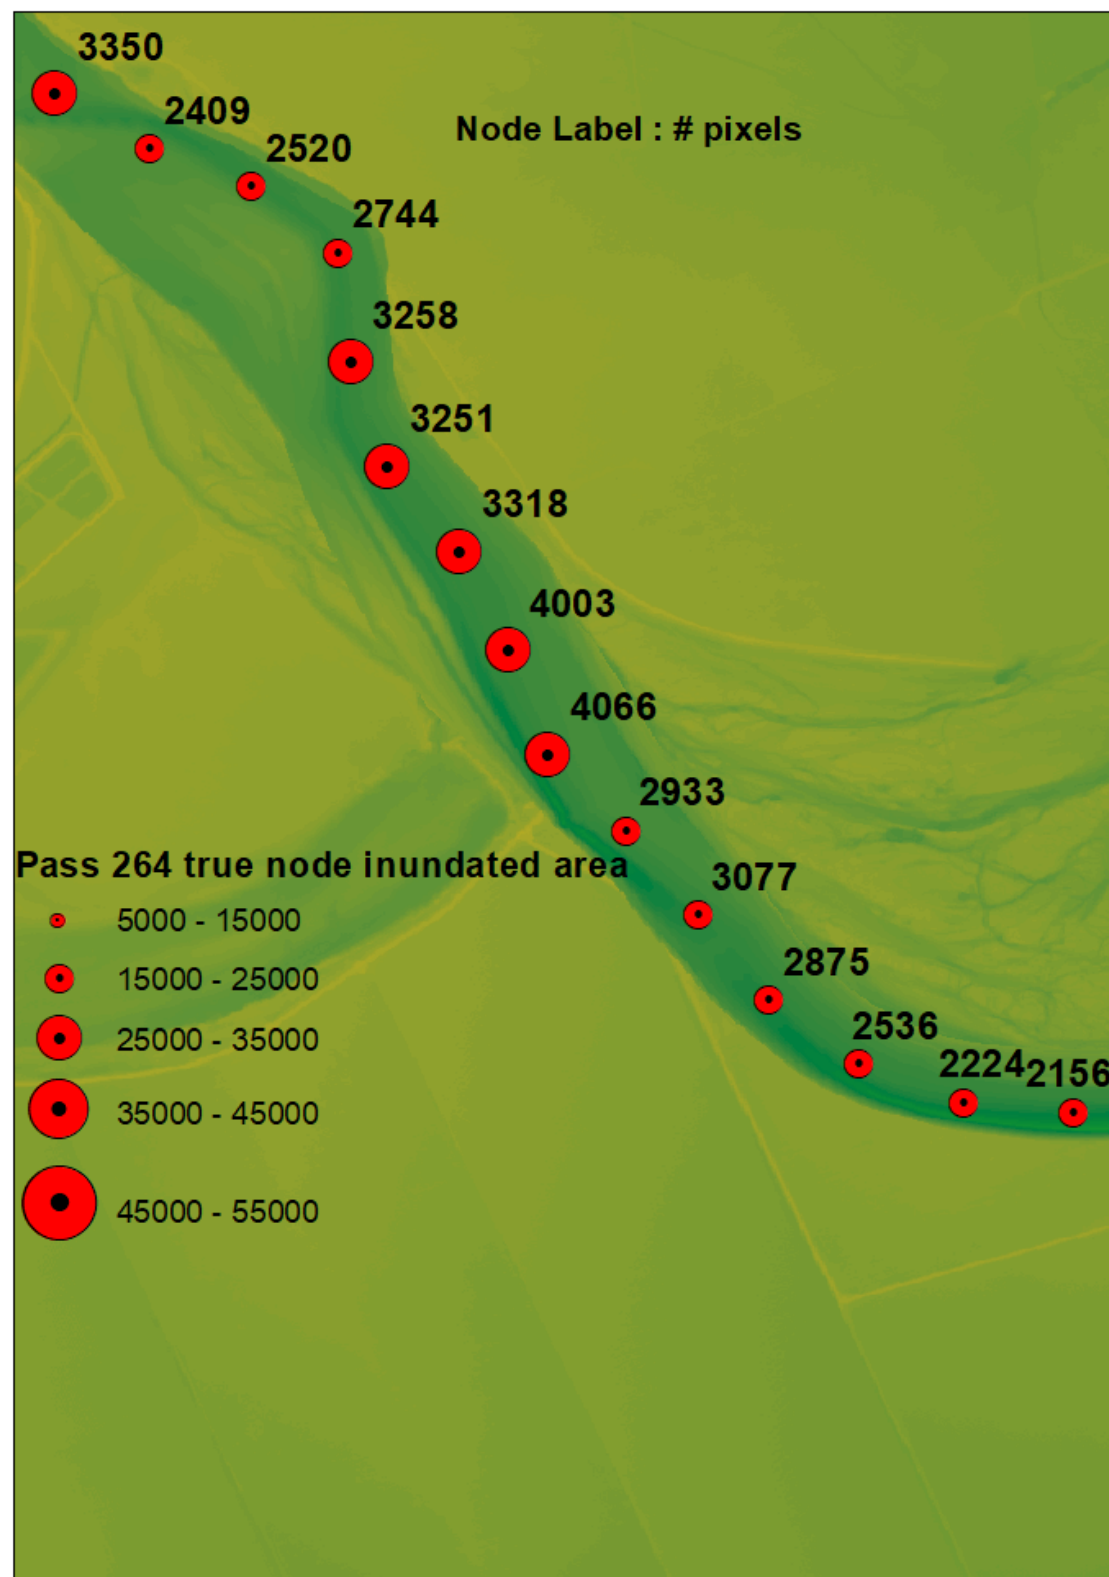 3350
2409
Node Label : # pixels
2520
2744
3258
3251
3318
4003
4066
2933
Pass 264 true node inundated area
3077
5000 - 15000
15000 - 25000
2875
25000 - 35000
2536
2224
2156
35000 - 45000
45000 - 55000